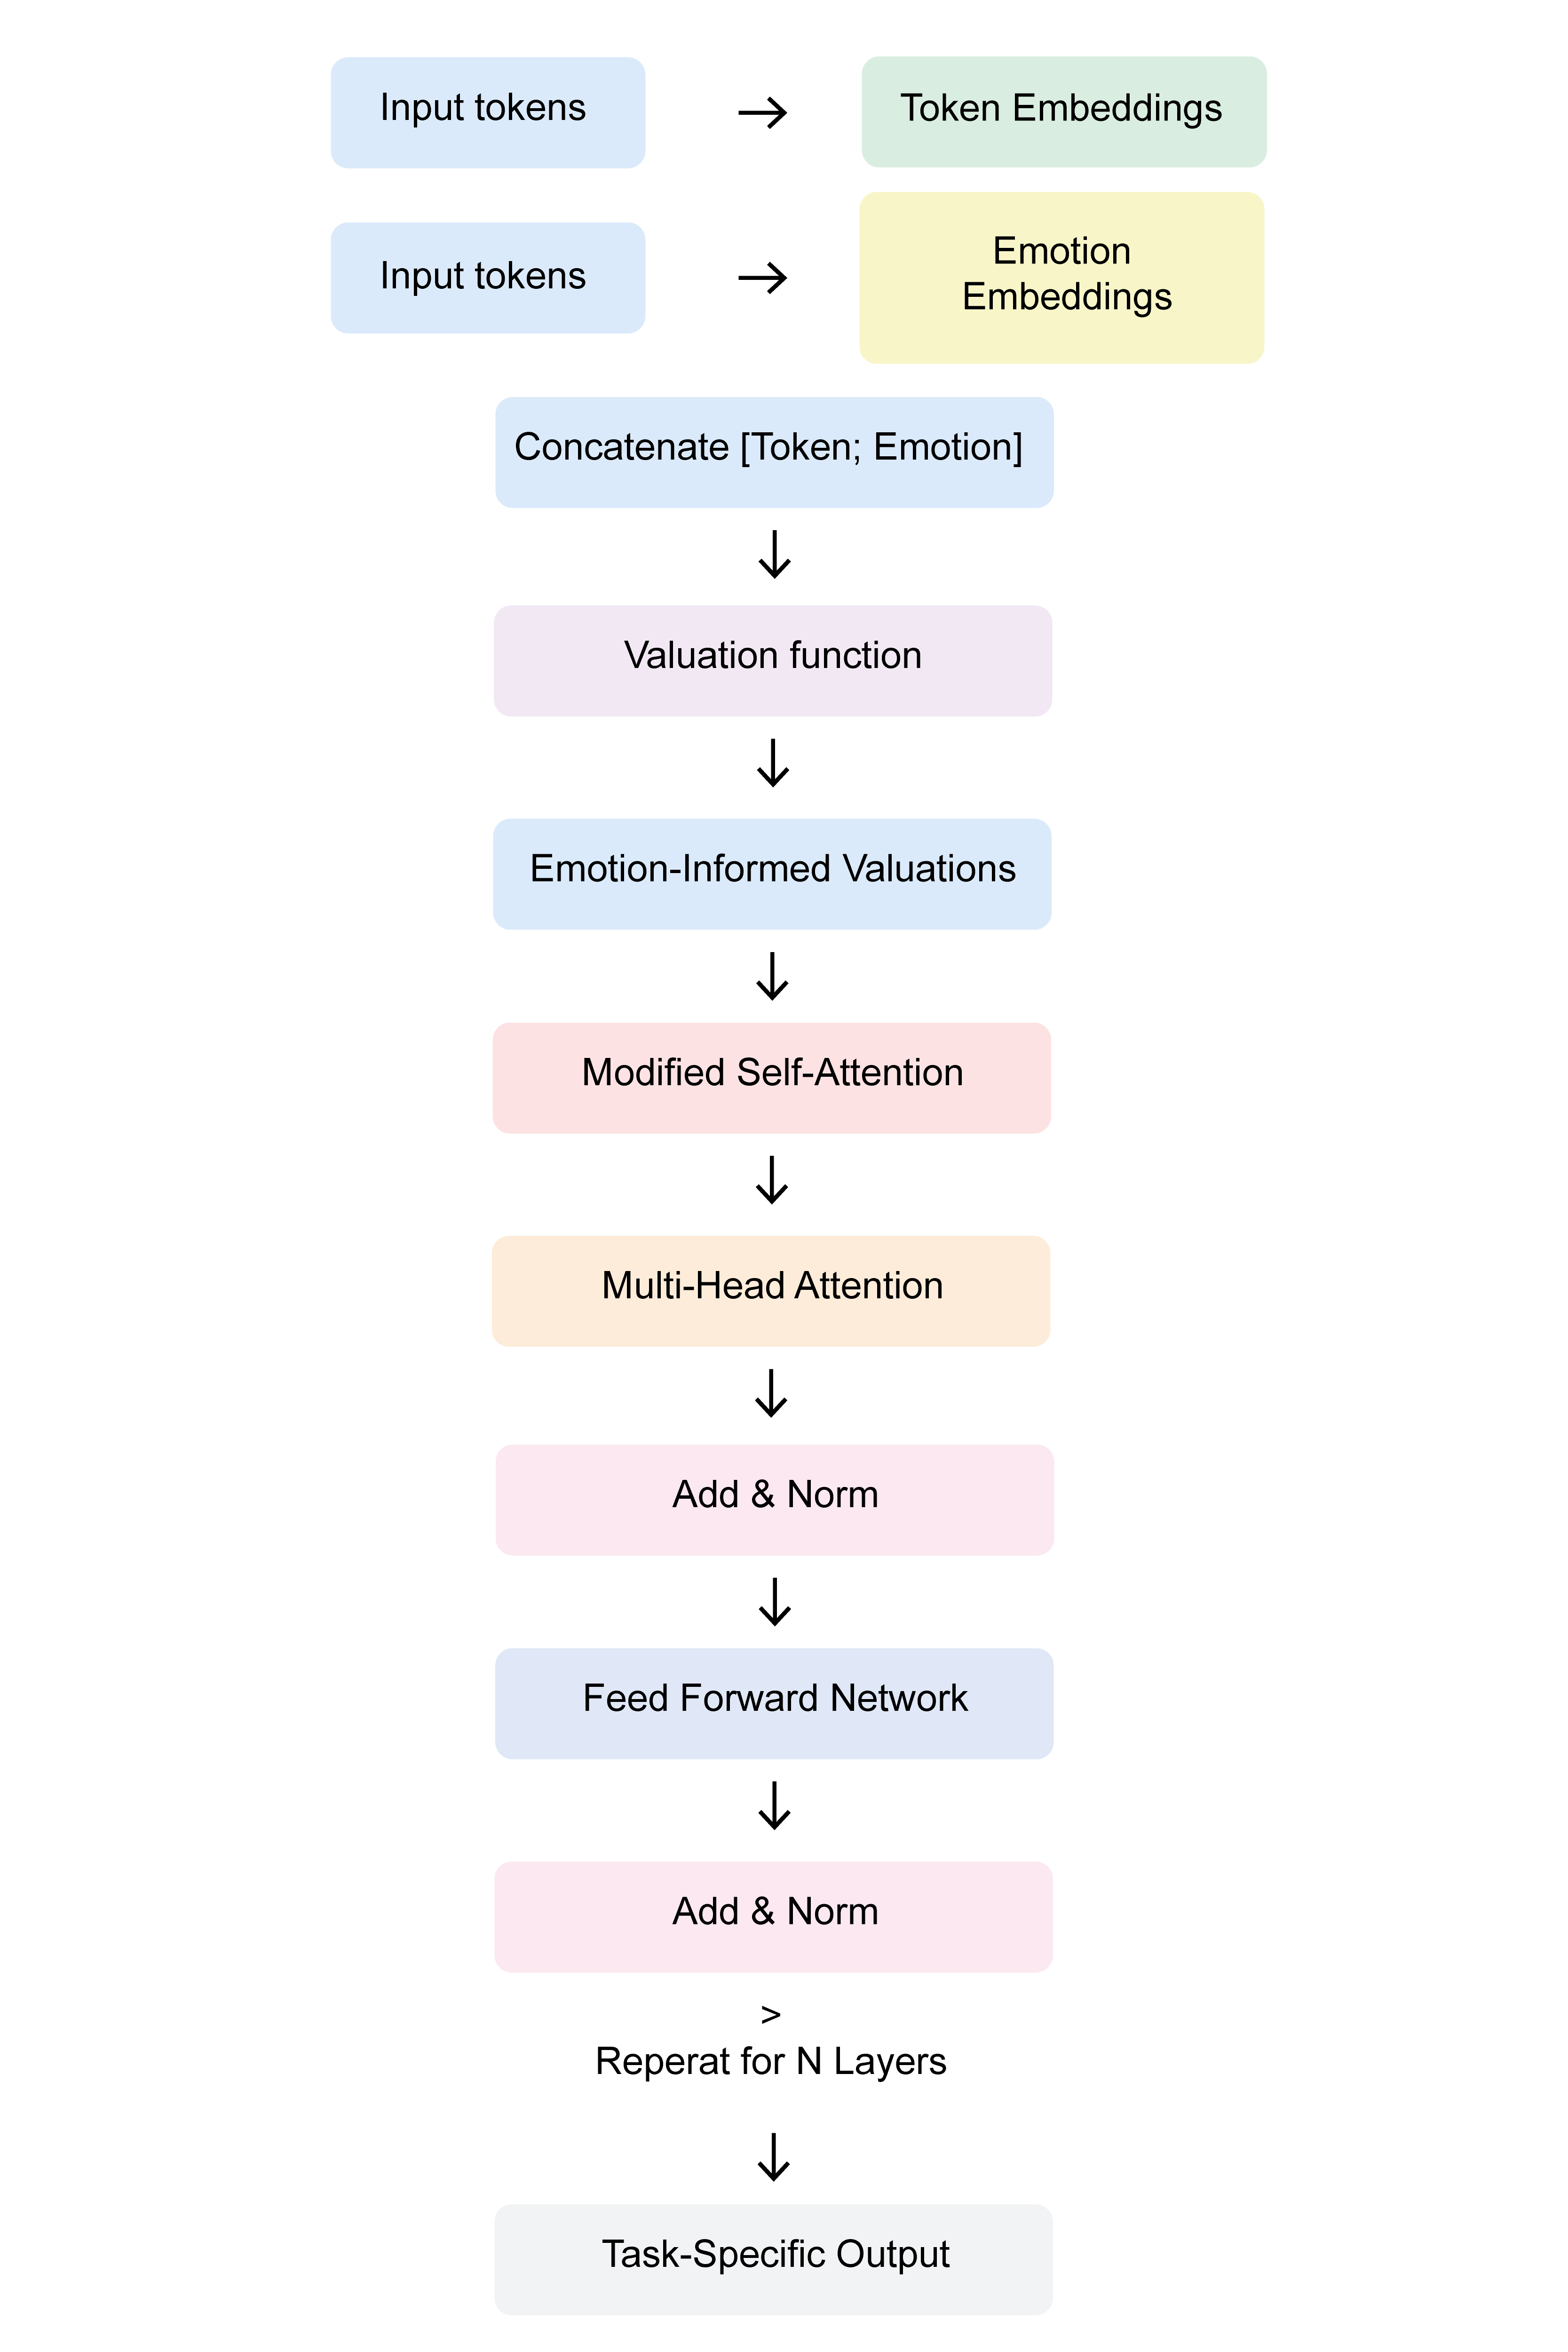 Input tokens
Token Embeddings
Input tokens
Emotion
Embeddings
Concatenate [Token; Emotion]
Valuation function
Emotion-Informed Valuations
Modified Self-Attention
Multi-Head Attention
Add & Norm
Feed Forward Network
Add & Norm
>
Reperat for N Layers
Task-Specific Output